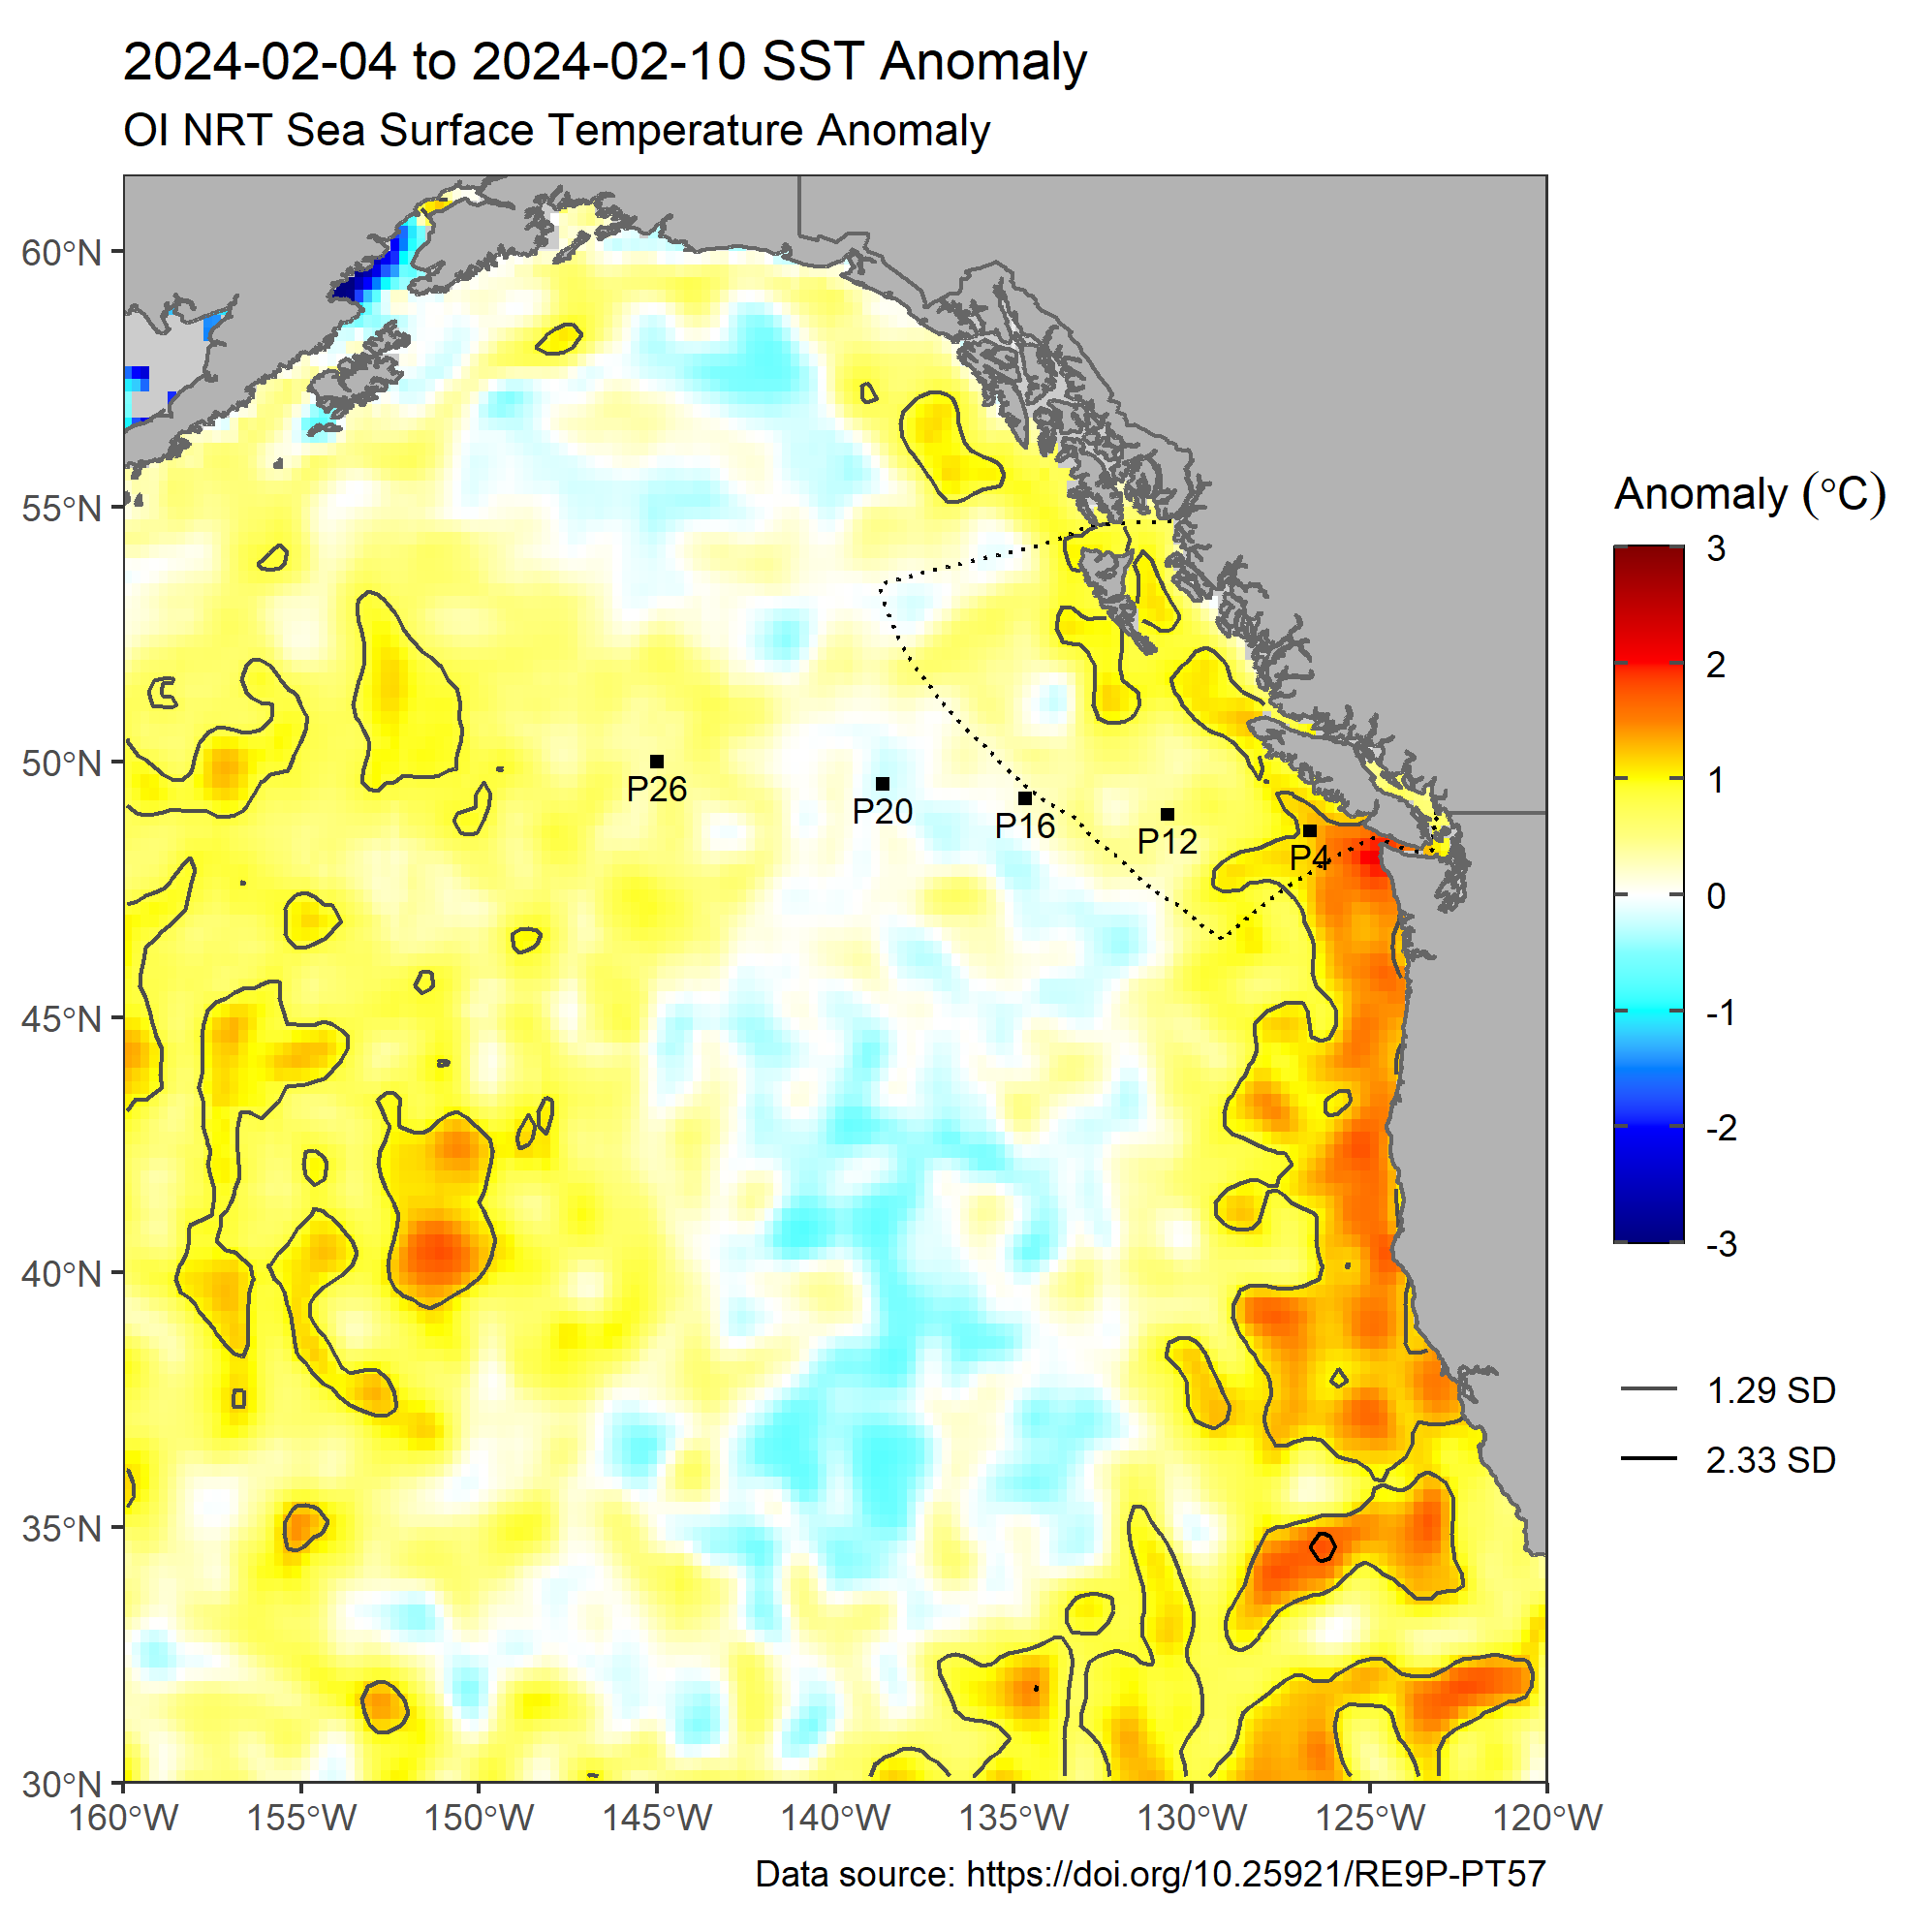 2024-02-04 to 2024-02-10 SST Anomaly
OI NRT Sea Surface Temperature Anomaly
60°N
55°N
50°N
45°N
40°N
35°N
30°N
160°W
155°W
150°W
145°W
140°W
135°W
130°W
125°W
120°W
P26
P20
P16
P12
P4
Anomaly (°C)
3
2
1
0
-1
-2
-3
1.29 SD
2.33 SD
Data source: https://doi.org/10.25921/RE9P-PT57